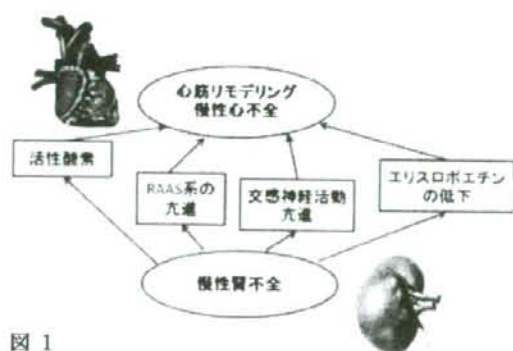 心筋リモデリング
慢性心不全
活性酸素
RAAS系の
亢進
交感神経活動
亢進
エリスロポエチン
の低下
慢性腎不全
図 1